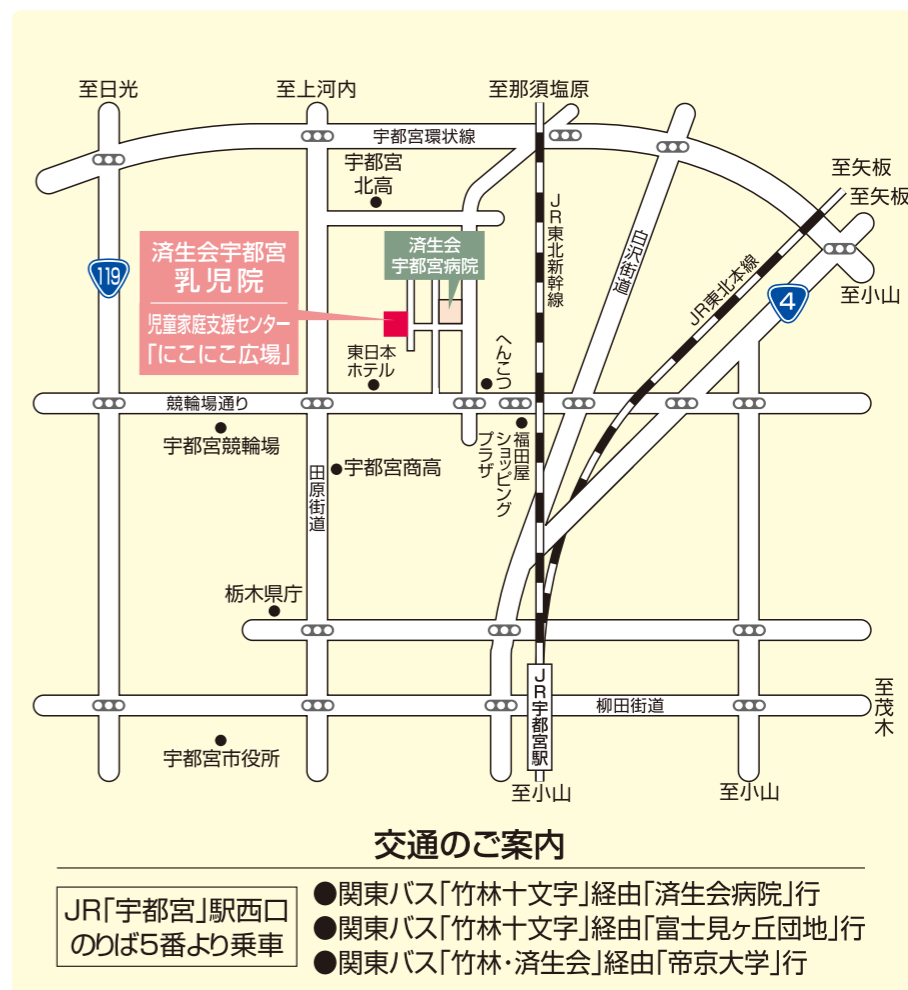 至日光
至上河内
至那須塩原
宇都宮環状線
至矢板
至矢板
宇都宮
北高
JR東北新幹線
白沢街道
済生会宇都宮
乳児院
児童家庭支援センター
「にこにこ広場」
済生会
宇都宮病院
119
JR東北本線
4
至小山
東日本
ホテル
へんこつ
競輪場通り
宇都宮競輪場
福田屋
ショッピング
プラザ
田原街道
宇都宮商高
栃木県庁
JR宇都宮駅
柳田街道
至茂木
宇都宮市役所
至小山
至小山
交通のご案内
JR「宇都宮」駅西口
のりば5番より乗車
●関東バス「竹林十文字」経由「済生会病院」行
●関東バス「竹林十文字」経由「富士見ヶ丘団地」行
●関東バス「竹林・済生会」経由「帝京大学」行